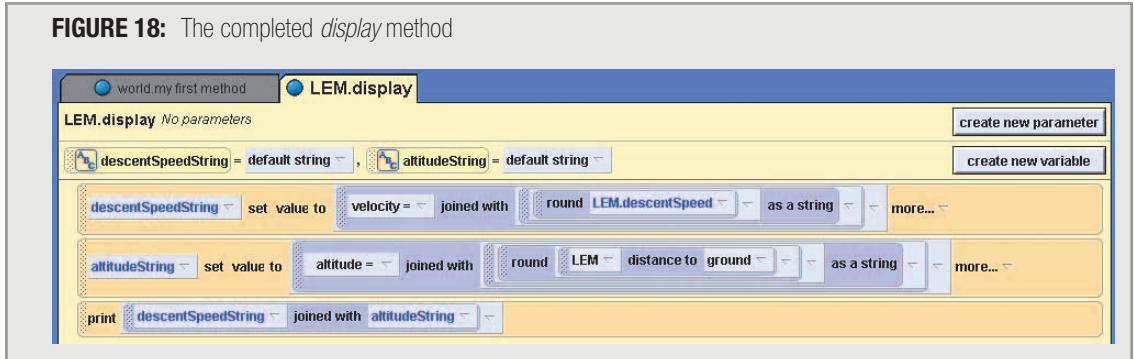 FIGURE 18: The completed display method
world.my first method LEM.display
LEM.display No parameters create new parameter
ABC descentSpeedString = default string , ABC altitudeString = default string create new variable
descentSpeedString set value to velocity = joined with round LEM.descentSpeed as a string more...
altitudeString set value to altitude = joined with round LEM distance to ground as a string more...
print descentSpeedString joined with altitudeString